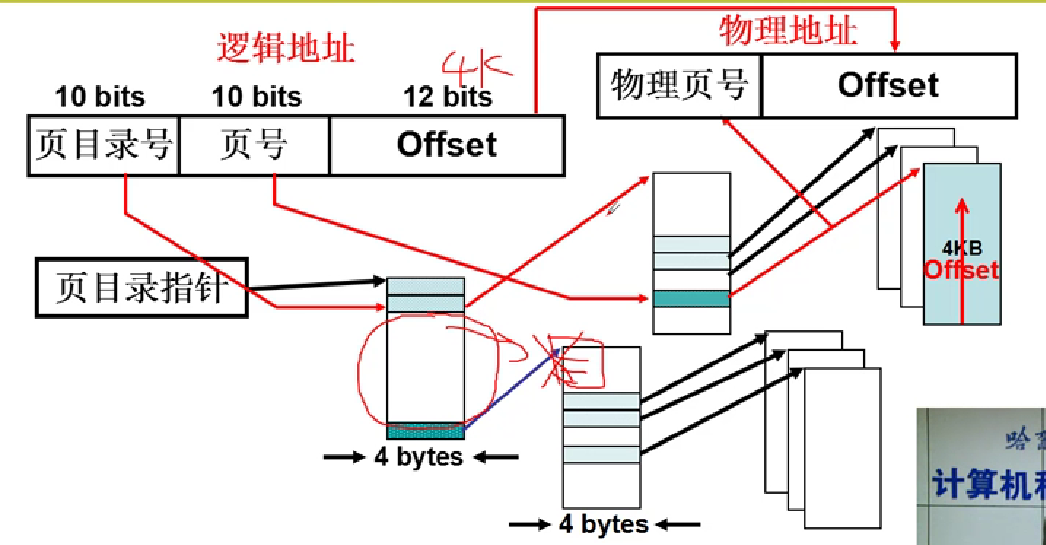 逻辑地址
4K
物理地址
10 bits 10 bits 12 bits
页目录号 页号 Offset
物理页号 Offset
页目录指针
4KB
Offset
4 bytes
4 bytes
哈
计算机